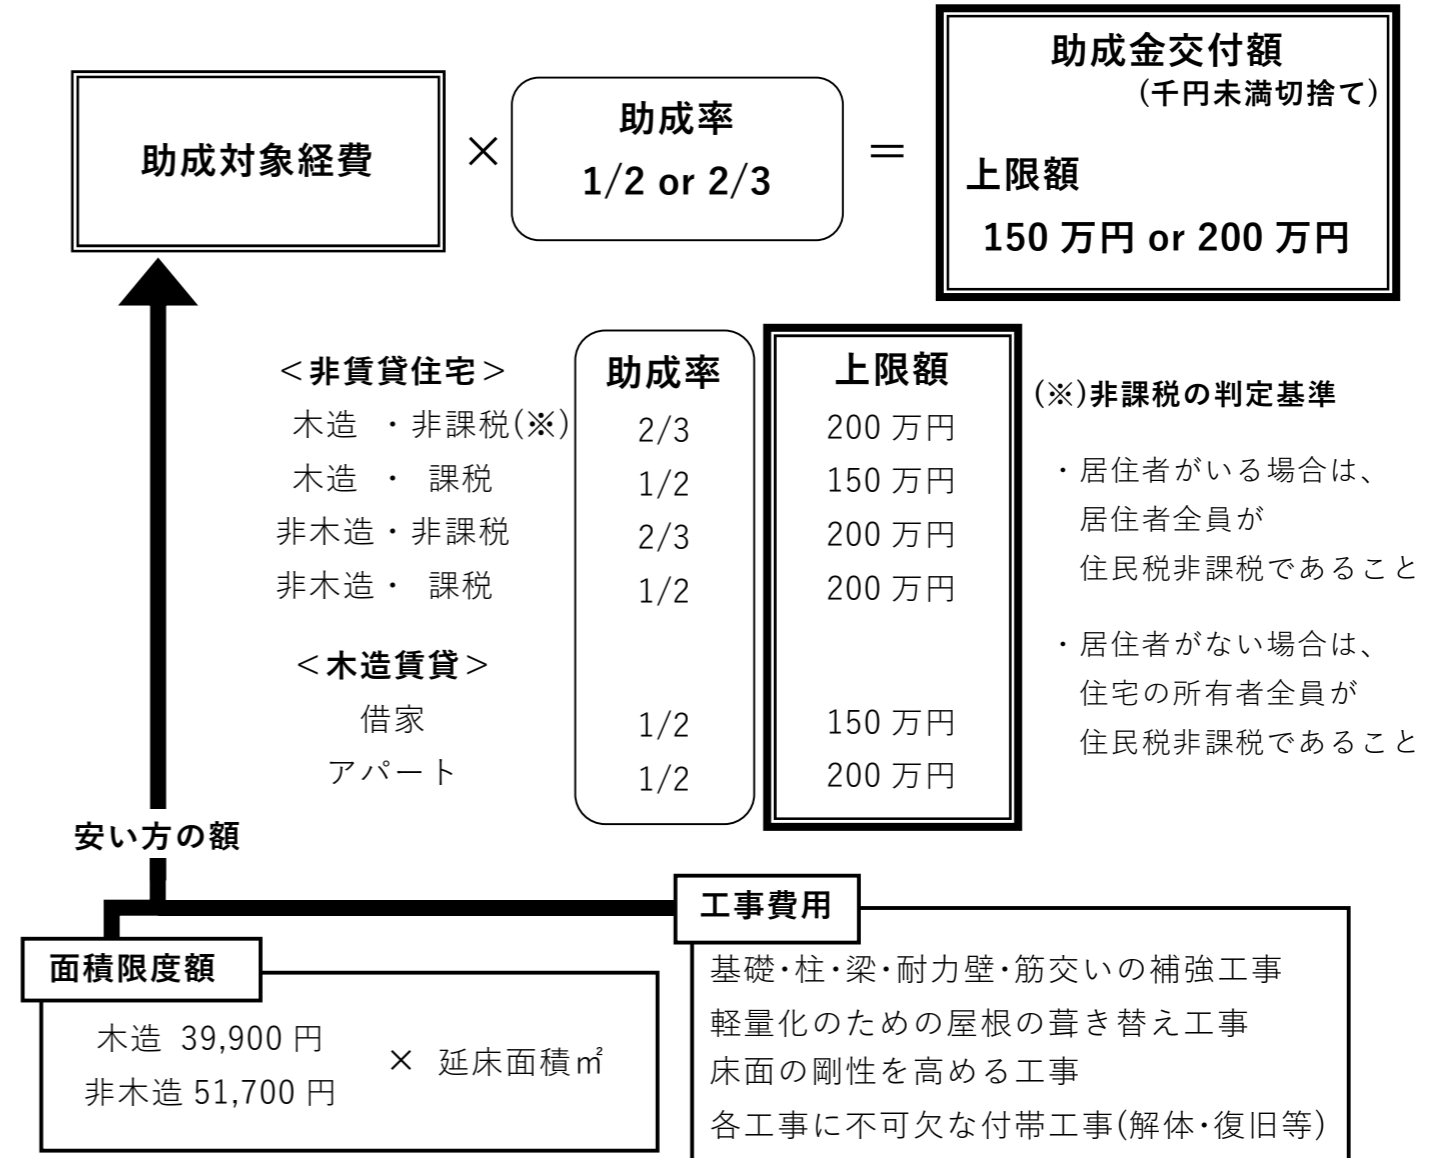 助成対象経費
×
助成率
1/2 or 2/3
＝
助成金交付額
(千円未満切捨て)
上限額
150 万円 or 200 万円
＜非賃貸住宅＞ 助成率 上限額
木造 ・非課税(※) 2/3 200 万円
木造 ・ 課税 1/2 150 万円
非木造・非課税 2/3 200 万円
非木造・ 課税 1/2 200 万円
＜木造賃貸＞
借家 1/2 150 万円
アパート 1/2 200 万円
(※)非課税の判定基準
・居住者がいる場合は、
居住者全員が
住民税非課税であること
・居住者がない場合は、
住宅の所有者全員が
住民税非課税であること
安い方の額
面積限度額
木造 39,900 円
非木造 51,700 円
× 延床面積㎡
工事費用
基礎･柱･梁･耐力壁･筋交いの補強工事
軽量化のための屋根の葺き替え工事
床面の剛性を高める工事
各工事に不可欠な付帯工事(解体･復旧等)